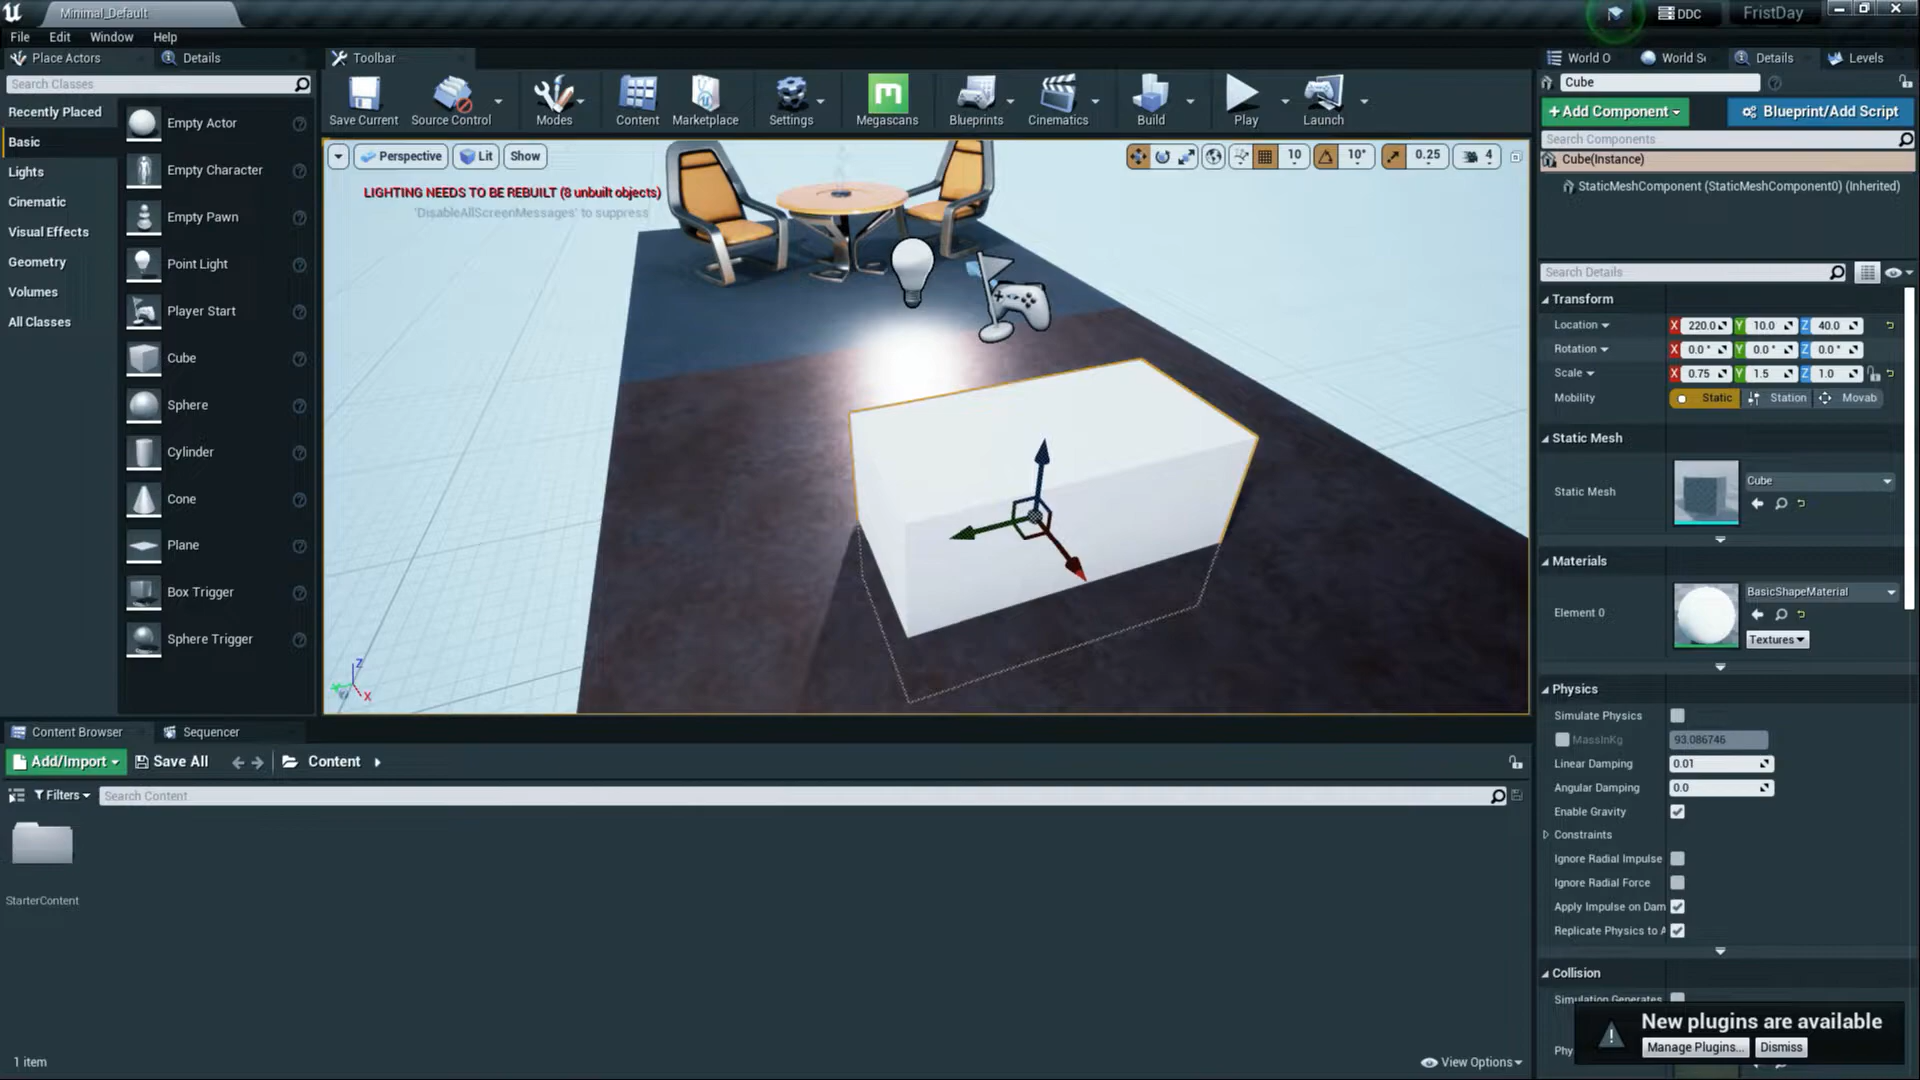 Minimal_Default
DDC
FristDay
File Edit Window Help
Place Actors
Details
Toolbar
World O
World Se
Details
Levels
Search Classes
Recently Placed
Basic
Lights
Cinematic
Visual Effects
Geometry
Volumes
All Classes
Empty Actor
Empty Character
Empty Pawn
Point Light
Player Start
Cube
Sphere
Cylinder
Cone
Plane
Box Trigger
Sphere Trigger
Save Current
Source Control
Modes
Content
Marketplace
Settings
Megascans
Blueprints
Cinematics
Build
Play
Launch
Perspective
Lit
Show
10
10°
0.25
4
LIGHTING NEEDS TO BE REBUILT (8 unbuilt objects)
'DisableAllScreenMessages' to suppress
Z
X
Cube
+Add Component
Blueprint/Add Script
Search Components
Cube(Instance)
StaticMeshComponent (StaticMeshComponent0) (Inherited)
Search Details
Transform
Location X 220.0 Y 10.0 Z 40.0
Rotation X 0.0 ° Y 0.0 ° Z 0.0 °
Scale X 0.75 Y 1.5 Z 1.0
Mobility Static Station Movab
Static Mesh
Static Mesh
Cube
Materials
Element 0
BasicShapeMaterial
Textures
Physics
Simulate Physics
MassInKg 93.086746
Linear Damping 0.01
Angular Damping 0.0
Enable Gravity
Constraints
Ignore Radial Impulse
Ignore Radial Force
Apply Impulse on Dam
Replicate Physics to A
Collision
Simulation Generates
Phy
New plugins are available
Manage Plugins...
Dismiss
Content Browser
Sequencer
Add/Import
Save All
Content
Filters
Search Content
StarterContent
1 item
View Options